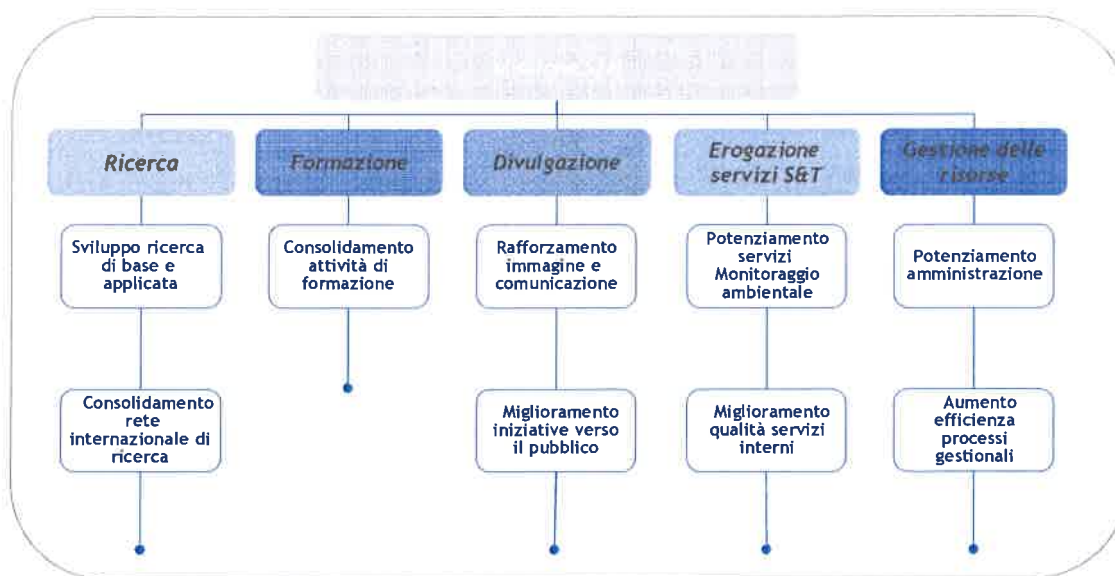 Ricerca
Formazione
Divulgazione
Erogazione
servizi S&T
Gestione delle
risorse
Sviluppo ricerca
di base e
applicata
Consolidamento
attività di
formazione
Rafforzamento
immagine e
comunicazione
Potenziamento
servizi
Monitoraggio
ambientale
Potenziamento
amministrazione
Consolidamento
rete
internazionale di
ricerca
Miglioramento
iniziative verso
il pubblico
Miglioramento
qualità servizi
interni
Aumento
efficienza
processi
gestionali